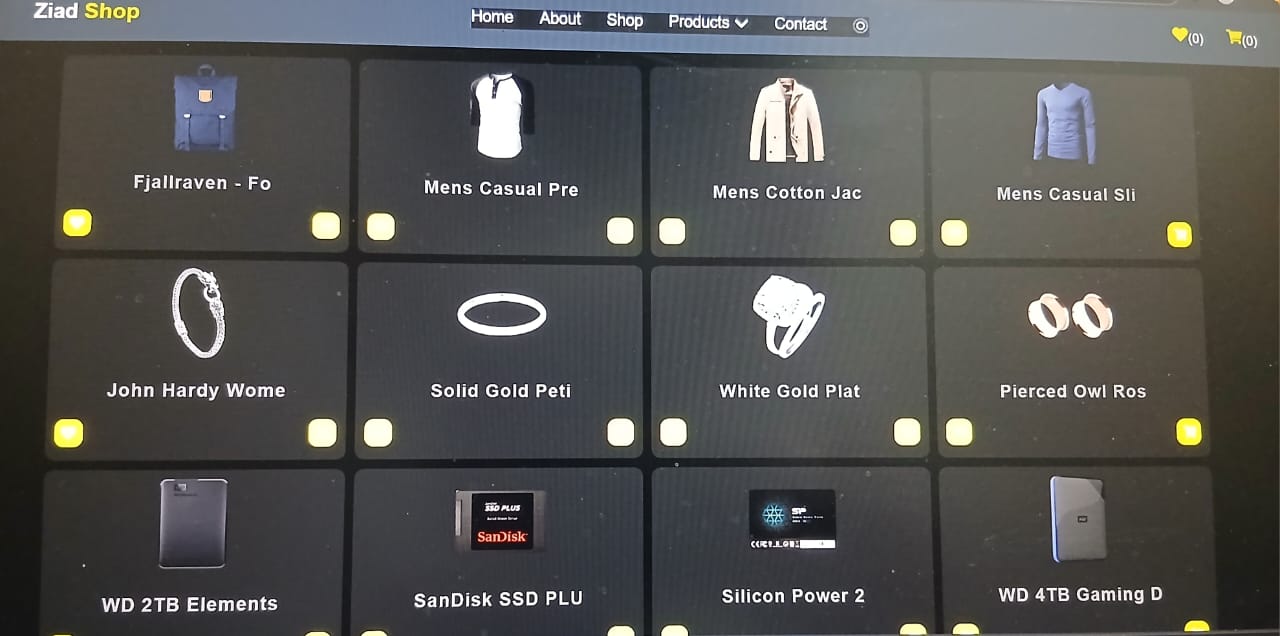 Ziad Shop
Home About Shop Products Contact
(0) (0)
Fjallraven - Fo
Mens Casual Pre
Mens Cotton Jac
Mens Casual Sli
John Hardy Wome
Solid Gold Peti
White Gold Plat
Pierced Owl Ros
SSD PLUS
SanDisk
SP
WD 2TB Elements
SanDisk SSD PLU
Silicon Power 2
WD 4TB Gaming D